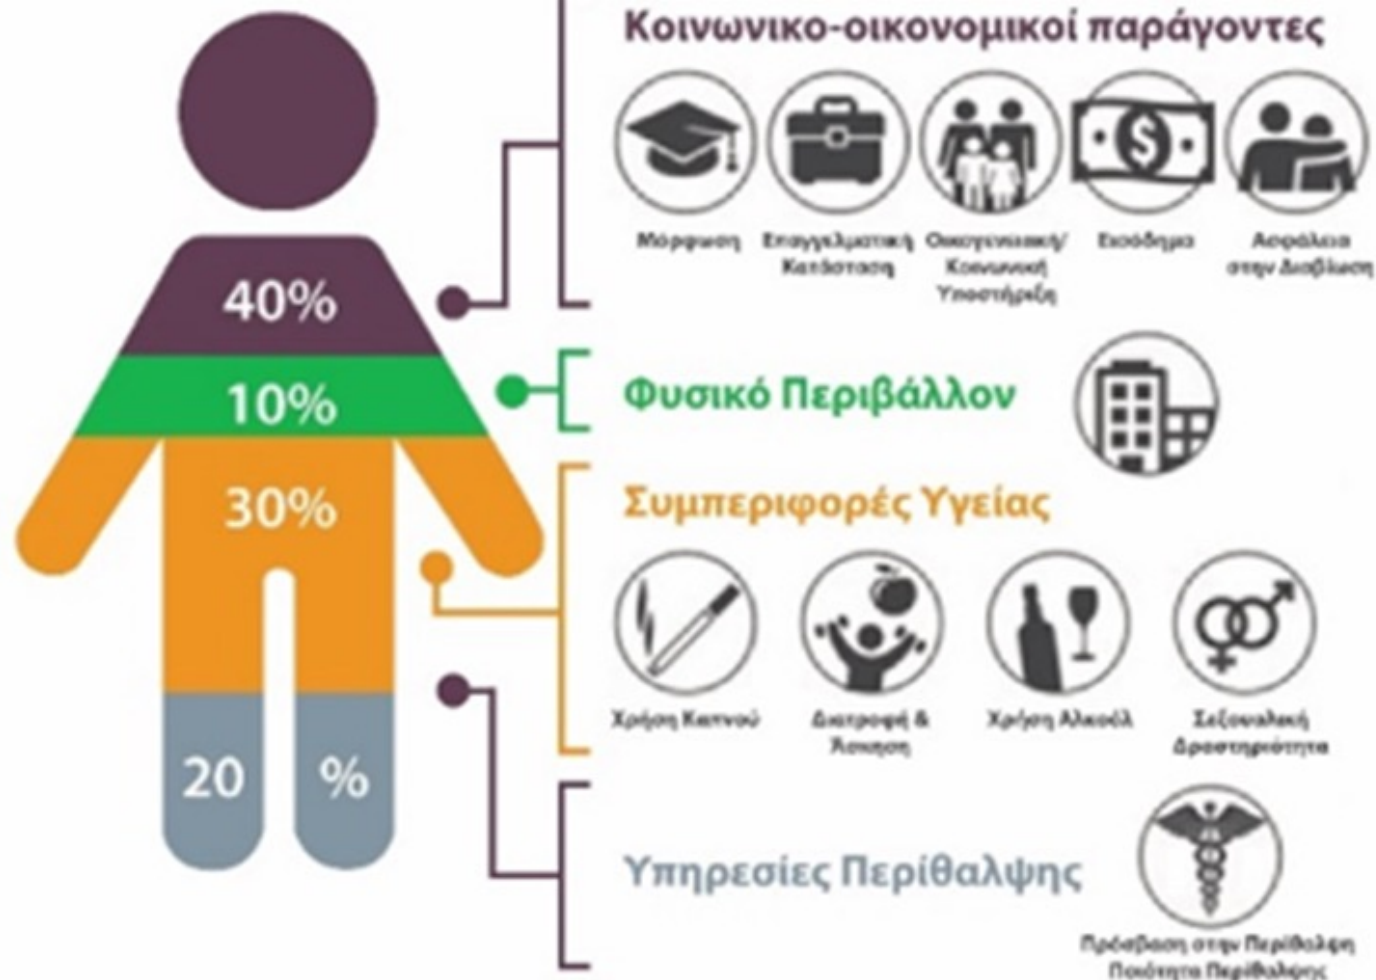 Κοινωνικο-οικονομικοί παράγοντες
Μόρφωση
Επαγγελματική
Κατάσταση
Οικογενειακή/
Κοινωνική
Υποστήριξη
Εισόδημα
Ασφάλεια
στην Διαβίωση
40%
10%
Φυσικό Περιβάλλον
30%
Συμπεριφορές Υγείας
Χρήση Καπνού
Διατροφή &
Άσκηση
Χρήση Αλκοόλ
Σεξουαλική
Δραστηριότητα
20 %
Υπηρεσίες Περίθαλψης
Πρόσβαση στην Περίθαλψη
Ποιότητα Περίθαλψης